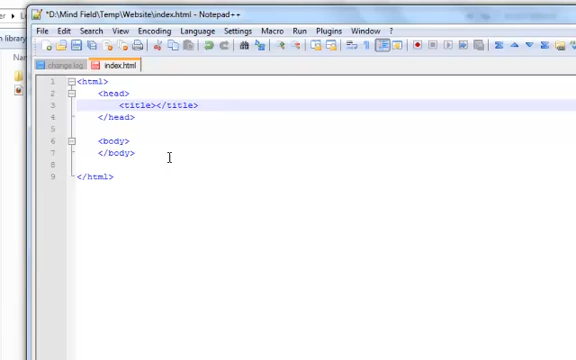 *D:\Mind Field\Temp\Website\index.html - Notepad++
File Edit Search View Encoding Language Settings Macro Run Plugins Window ?
change.log index.html
library
1 <html>
2 <head>
3 <title></title>
4 </head>
5
6 <body>
7 </body>
8
9 </html>